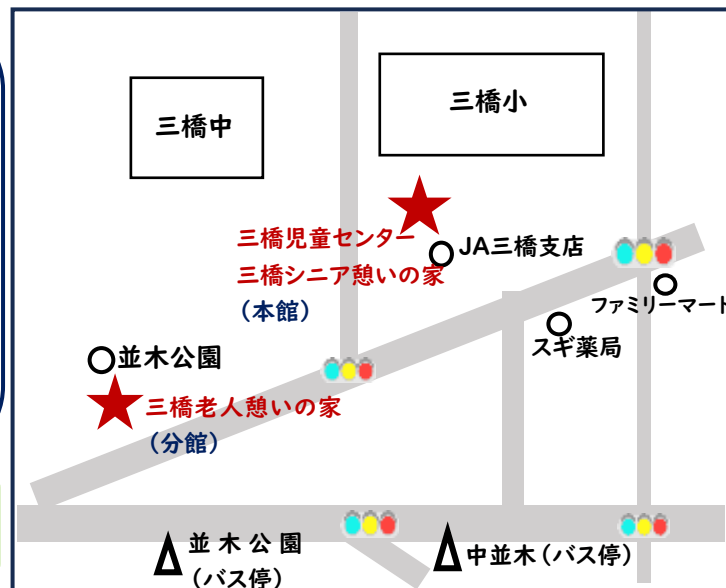 三橋中
三橋小
三橋児童センター
三橋シニア憩いの家
(本館)
JA三橋支店
ファミリーマート
スギ薬局
並木公園
三橋老人憩いの家
(分館)
並木公園
(バス停)
中並木(バス停)